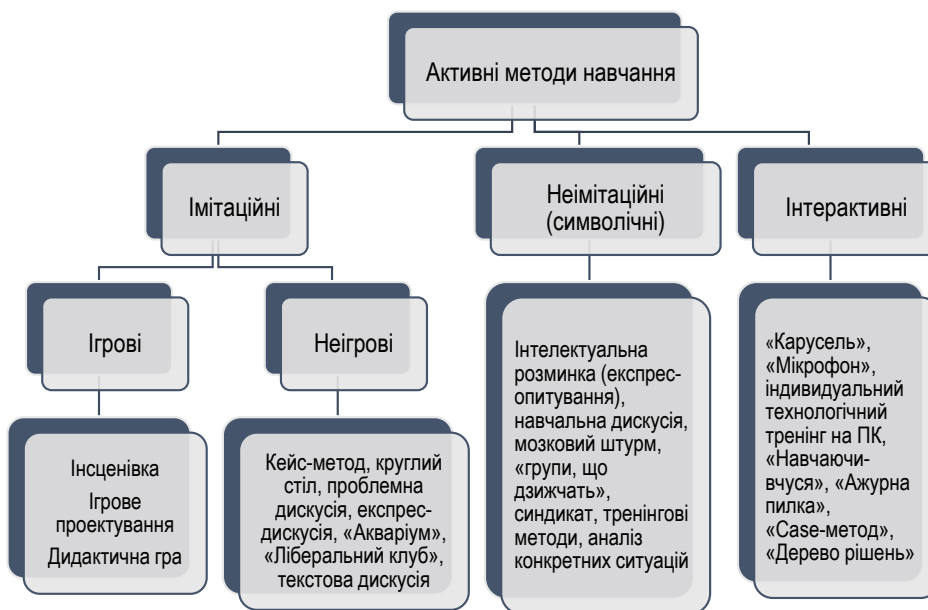 Активні методи навчання
Імітаційні
Неімітаційні
(символічні)
Інтерактивні
Ігрові
Неігрові
Інсценівка
Ігрове
проектування
Дидактична гра
Кейс-метод, круглий
стіл, проблемна
дискусія, експрес-
дискусія, «Акваріум»,
«Ліберальний клуб»,
текстова дискусія
Інтелектуальна
розминка (експрес-
опитування),
навчальна дискусія,
мозковий штурм,
«групи, що
дзижчать»,
синдикат, тренінгові
методи, аналіз
конкретних ситуацій
«Карусель»,
«Мікрофон»,
індивидуальний
технологічний
тренінг на ПК,
«Навчаючи-
вчуся», «Ажурна
пилка»,
«Case-метод»,
«Дерево рішень»